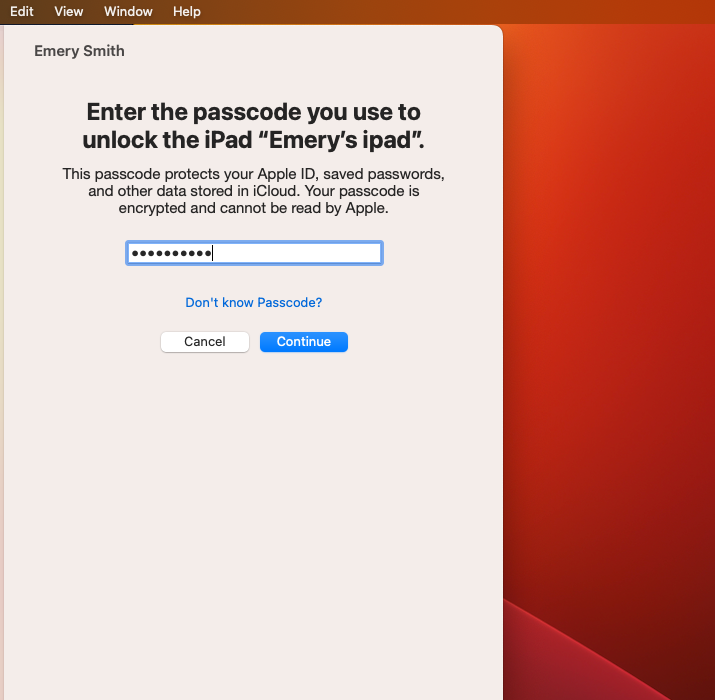 Edit View Window Help
Emery Smith
Enter the passcode you use to
unlock the iPad “Emery’s ipad”.
This passcode protects your Apple ID, saved passwords,
and other data stored in iCloud. Your passcode is
encrypted and cannot be read by Apple.
••••••••••
Don't know Passcode?
Cancel Continue